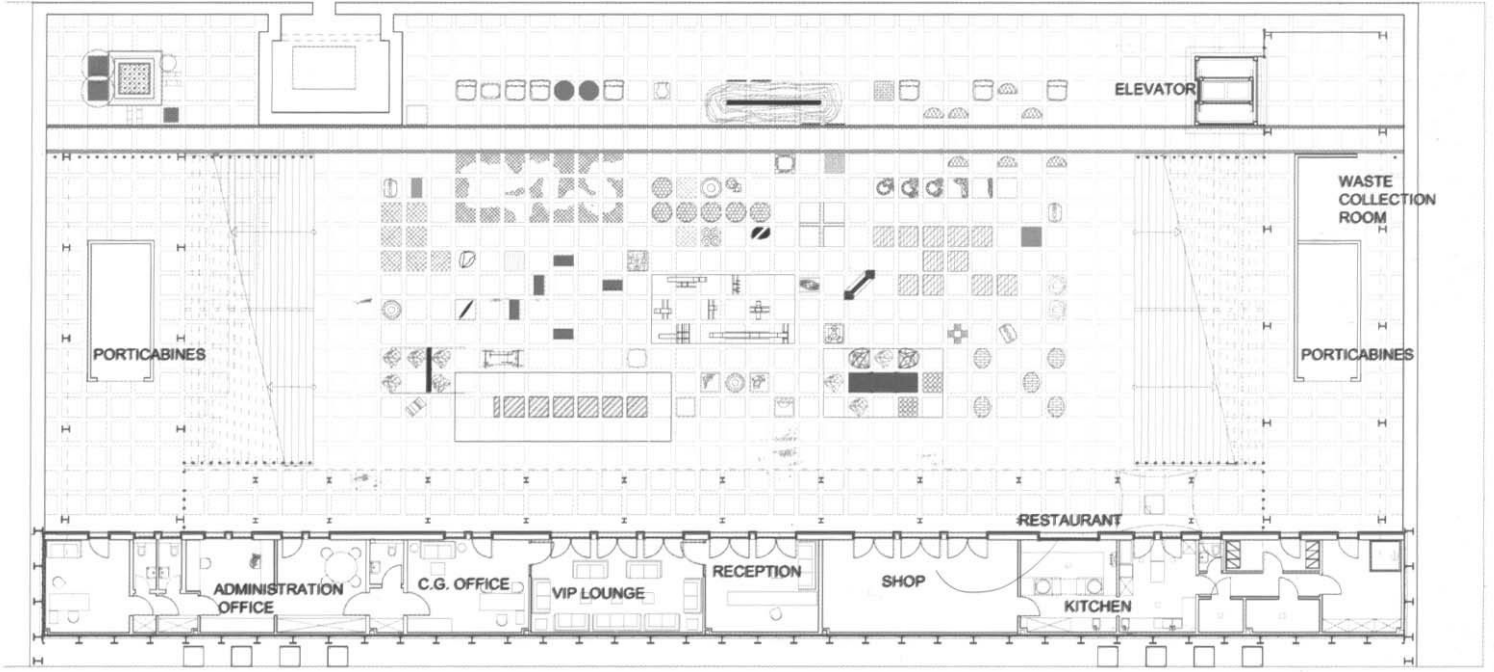 ELEVATOR
WASTE
COLLECTION
ROOM
PORTICABINES
PORTICABINES
RESTAURANT
ADMINISTRATION
OFFICE
C.G. OFFICE
VIP LOUNGE
RECEPTION
SHOP
KITCHEN